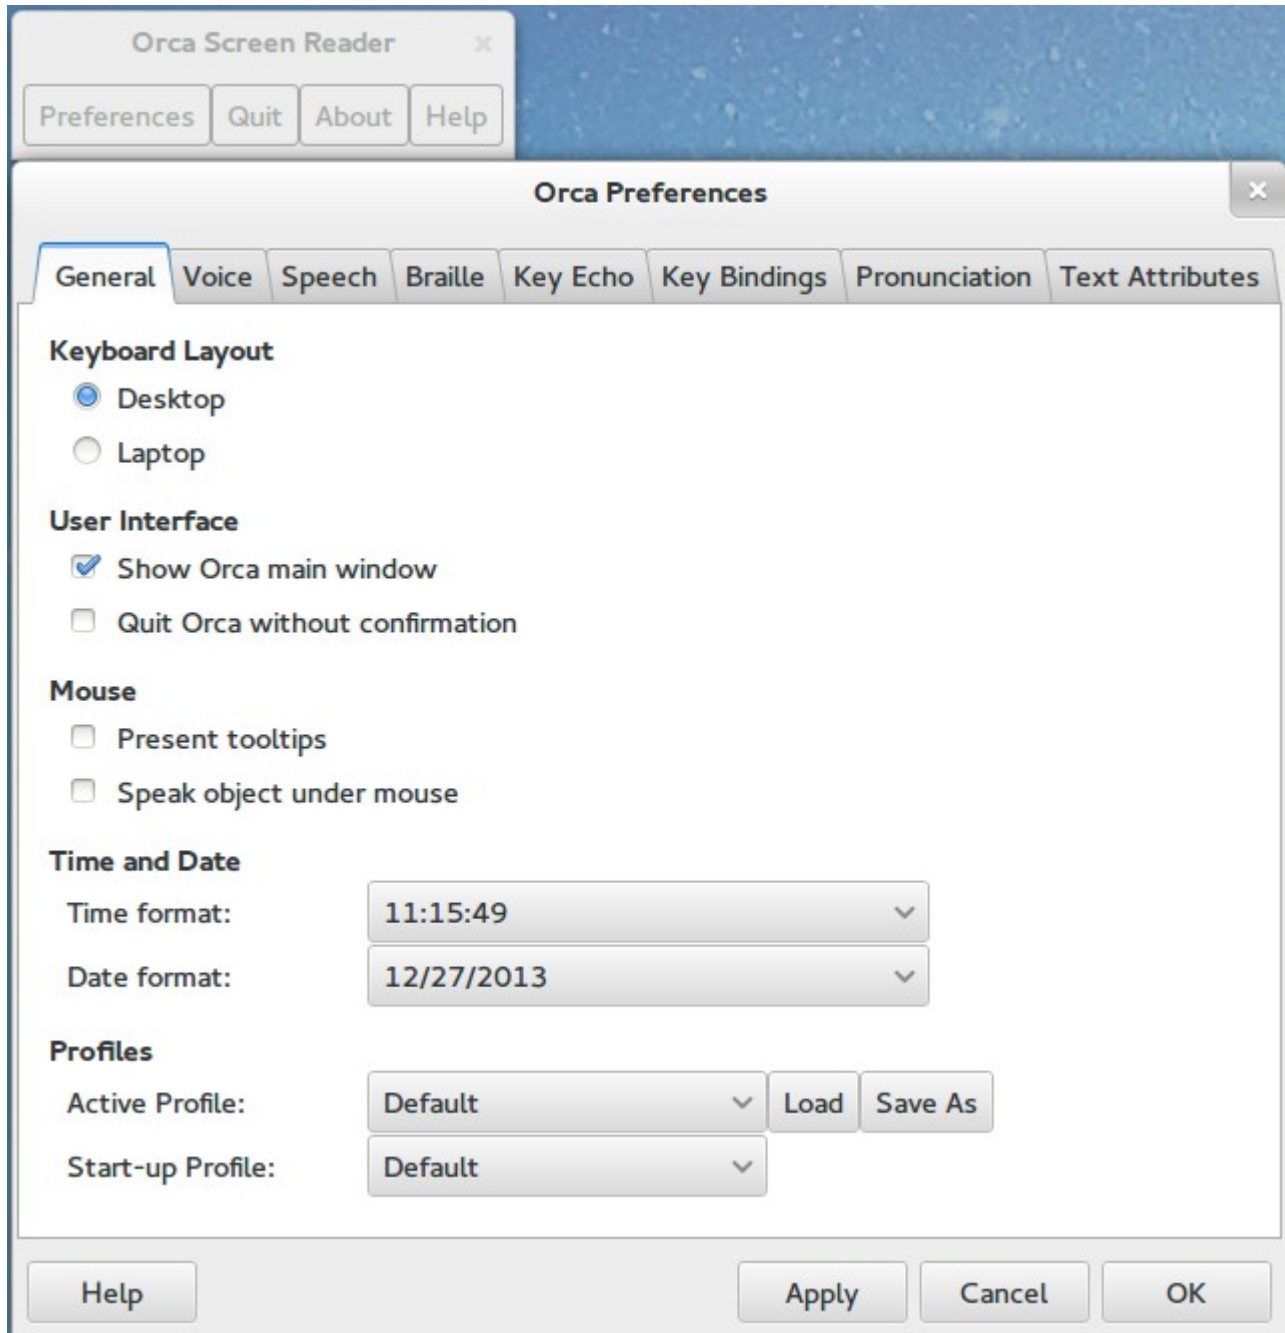 Orca Screen Reader
Preferences Quit About Help
Orca Preferences
General Voice Speech Braille Key Echo Key Bindings Pronunciation Text Attributes
Keyboard Layout
Desktop
Laptop
User Interface
Show Orca main window
Quit Orca without confirmation
Mouse
Present tooltips
Speak object under mouse
Time and Date
Time format: 11:15:49
Date format: 12/27/2013
Profiles
Active Profile: Default Load Save As
Start-up Profile: Default
Help Apply Cancel OK